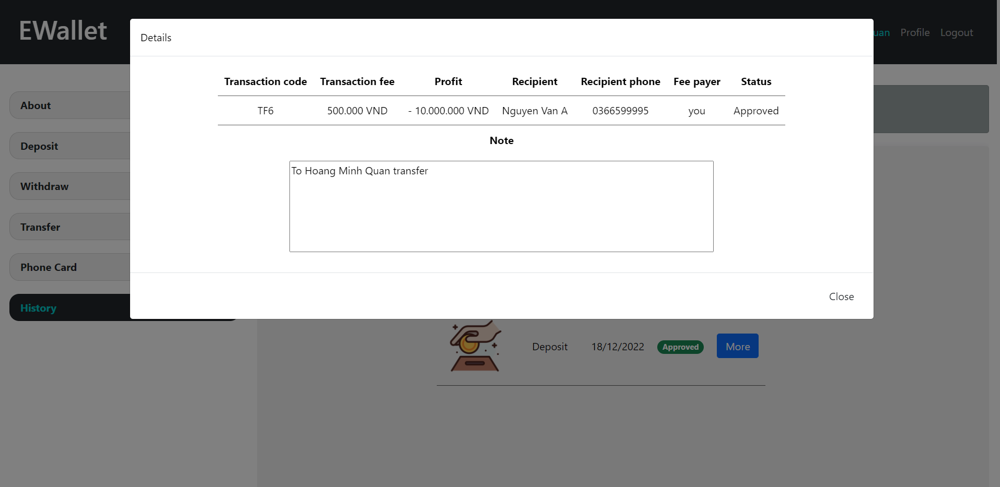 EWallet
uan Profile Logout
Details
Transaction code Transaction fee Profit Recipient Recipient phone Fee payer Status
TF6 500.000 VND - 10.000.000 VND Nguyen Van A 0366599995 you Approved
Note
To Hoang Minh Quan transfer
Close
About
Deposit
Withdraw
Transfer
Phone Card
History
Deposit 18/12/2022 Approved More